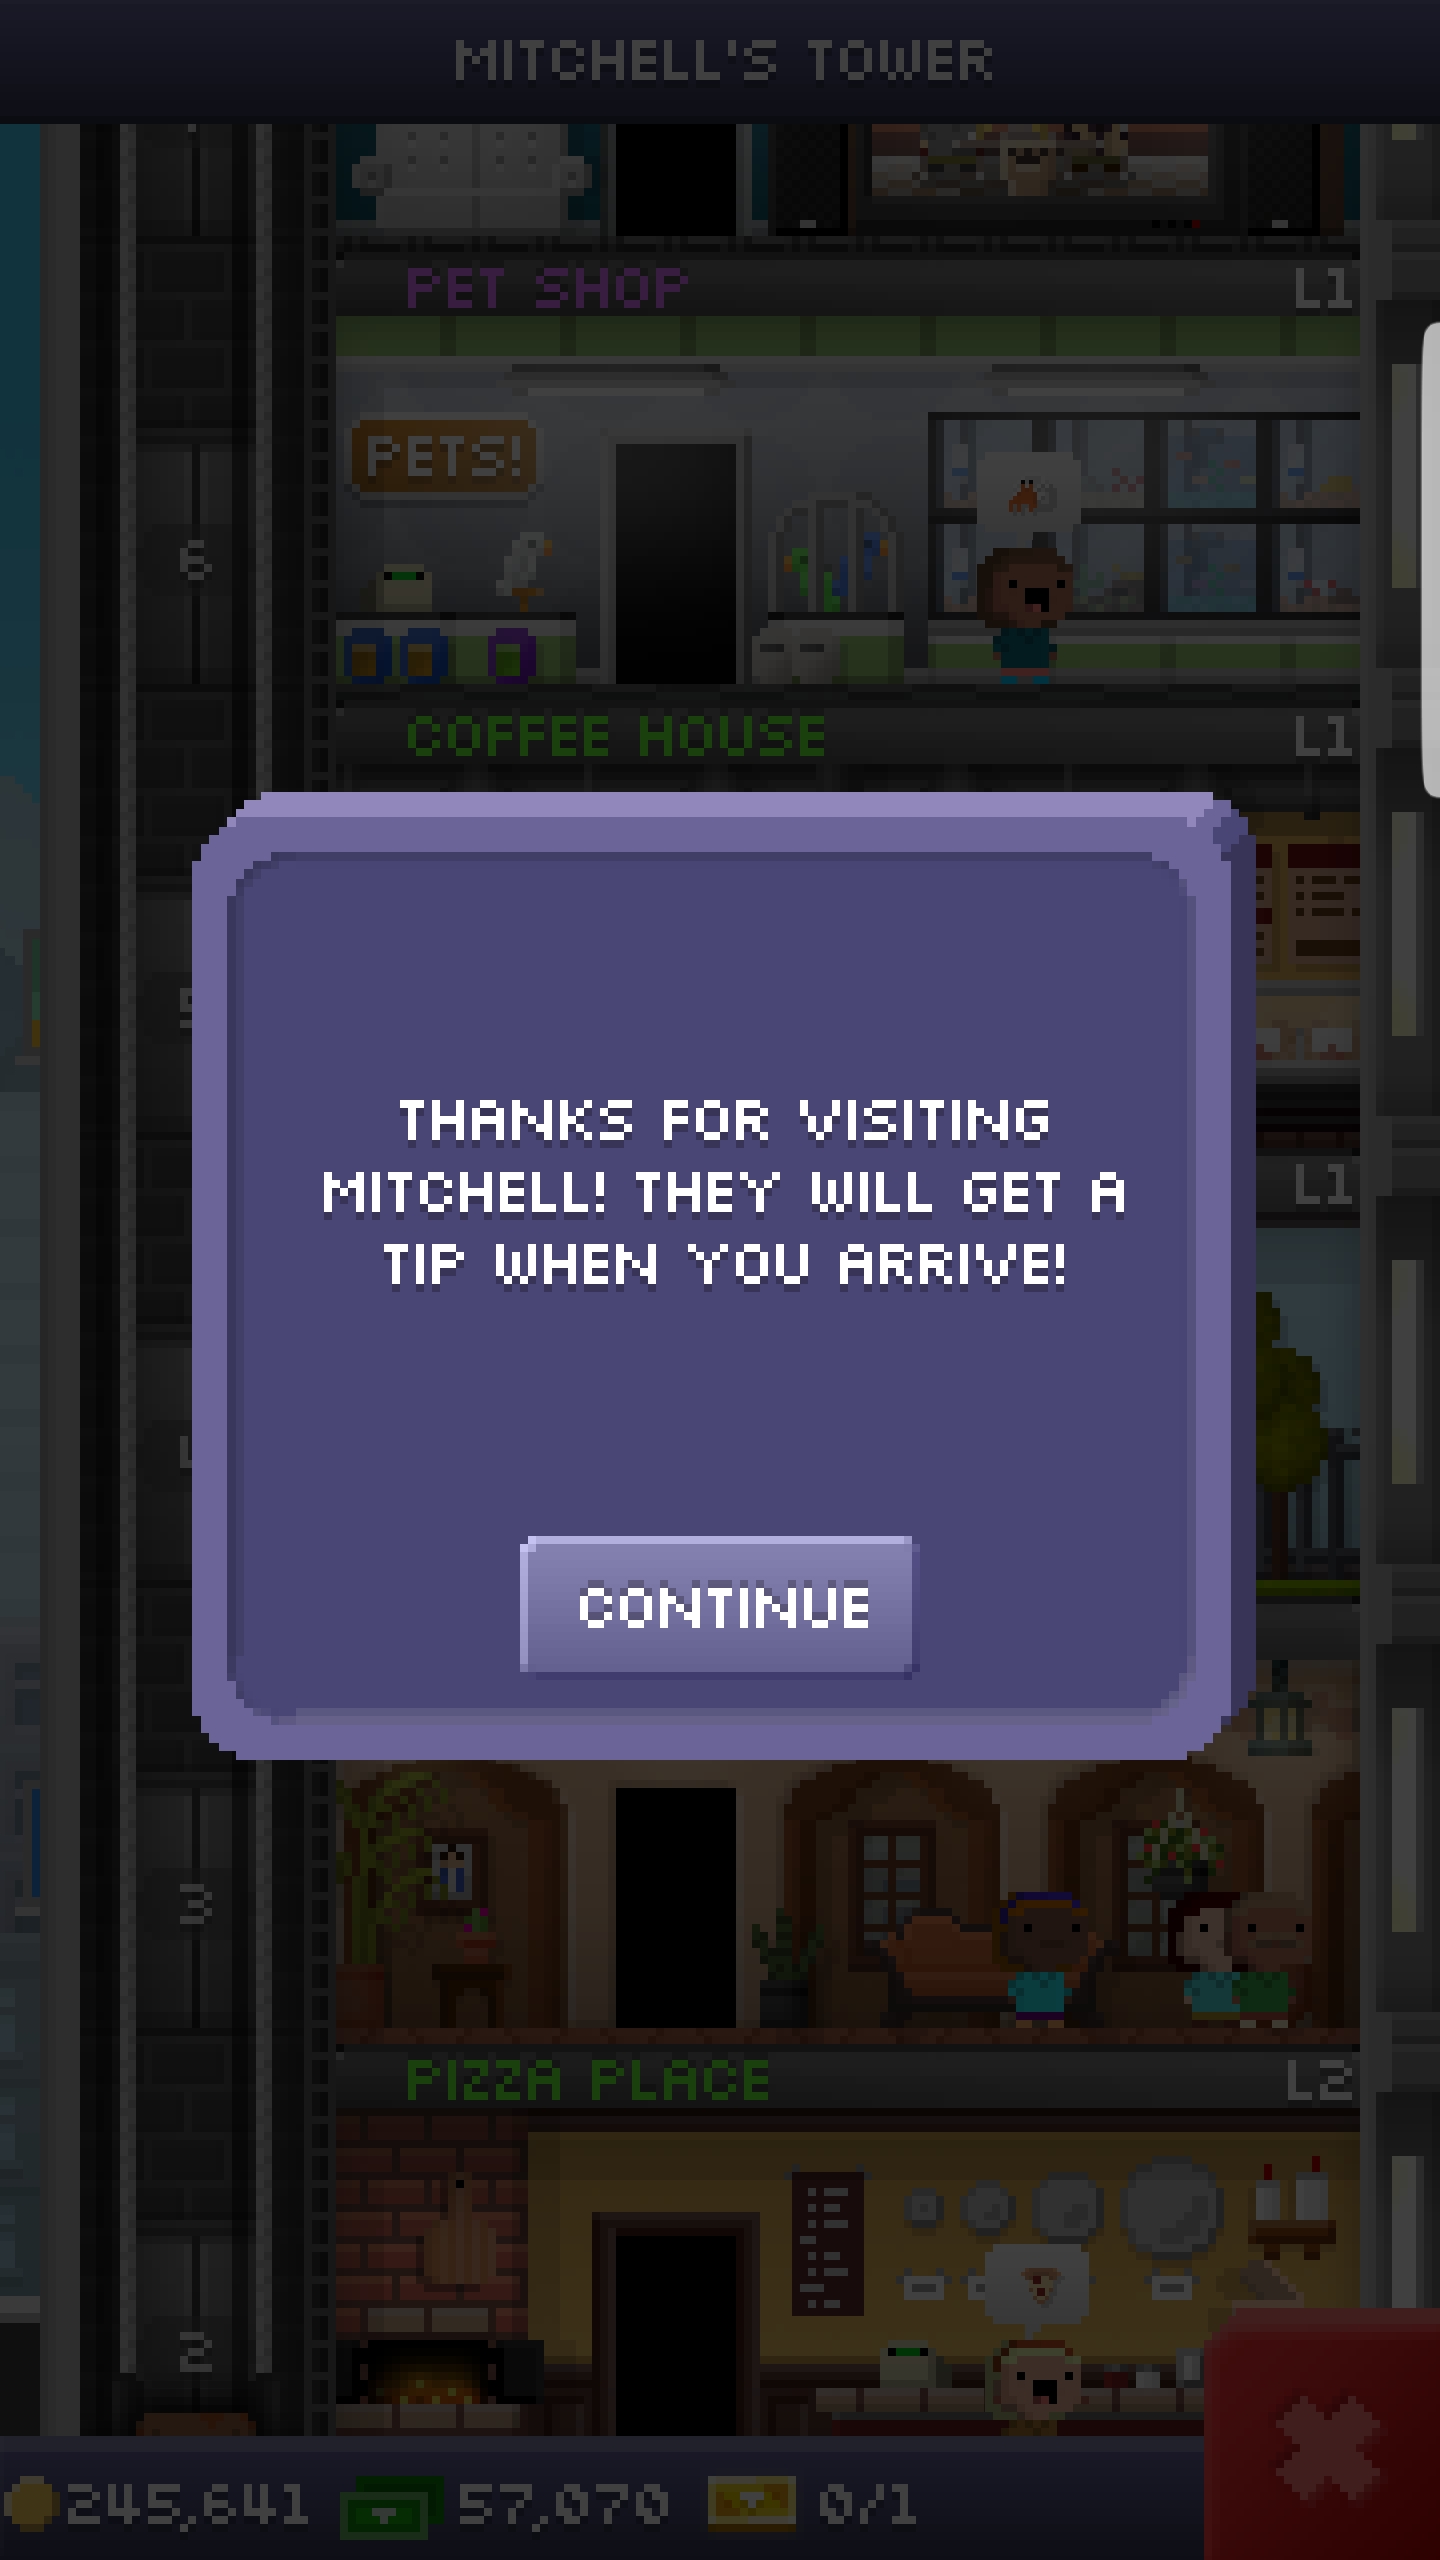 MITCHELL'S TOWER
PET SHOP L1
PETS!
6
COFFEE HOUSE L1
5
L1
THANKS FOR VISITING
MITCHELL! THEY WILL GET A
TIP WHEN YOU ARRIVE!
CONTINUE
3
PIZZA PLACE L2
2
245,641 57,070 0/1